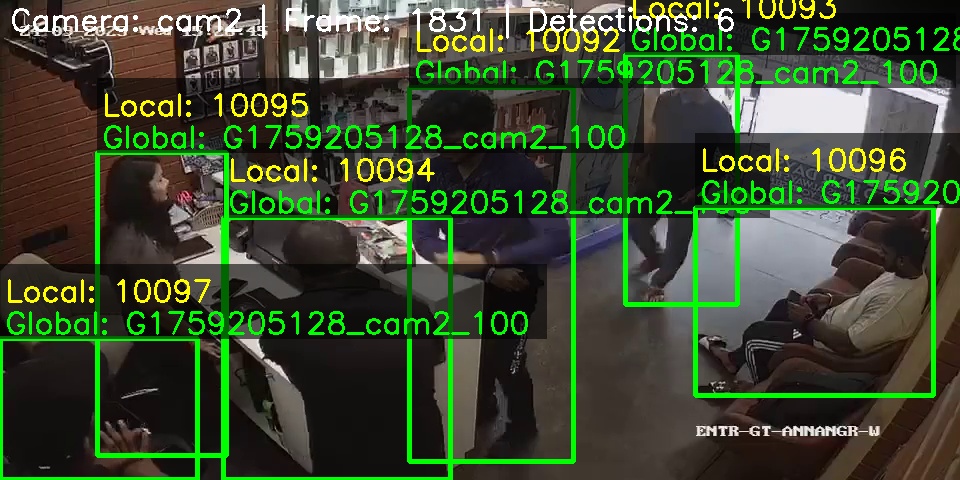 Camera: cam2 | Frame: 1831 | Detections: 6
Local: 10093
Global: G1759205128
Local: 10092
Global: G1759205128_cam2_100
Local: 10095
Global: G1759205128_cam2_100
Local: 10094
Global: G1759205128_cam2_
Local: 10096
Global: G175920
Local: 10097
Global: G1759205128_cam2_100
ENTR-GT-ANNANGR-W